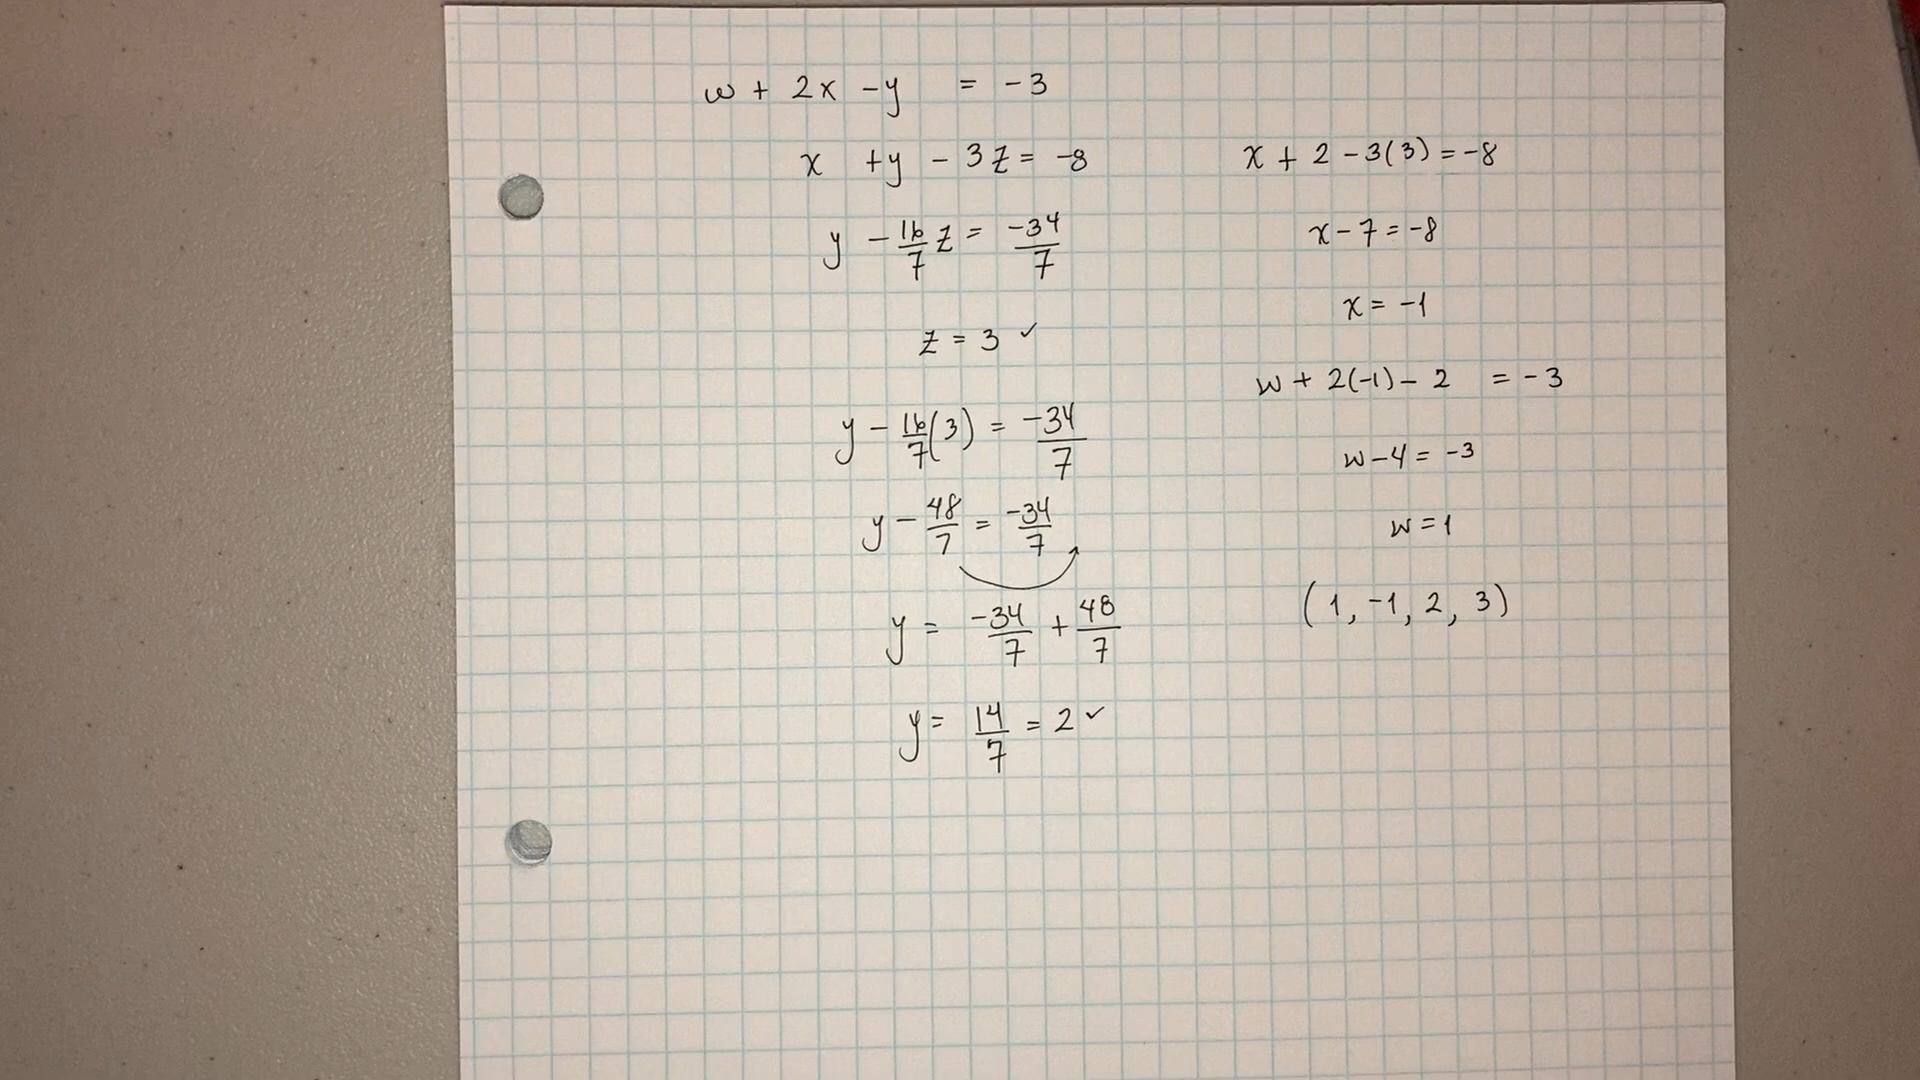 w + 2x - y = -3
x + y - 3z = -8
y - 16/7 z = -34/7
z = 3 ✓
y - 16/7 (3) = -34/7
y - 48/7 = -34/7
y = -34/7 + 48/7
y = 14/7 = 2 ✓
x + 2 - 3(3) = -8
x - 7 = -8
x = -1
w + 2(-1) - 2 = -3
w - 4 = -3
w = 1
(1, -1, 2, 3)